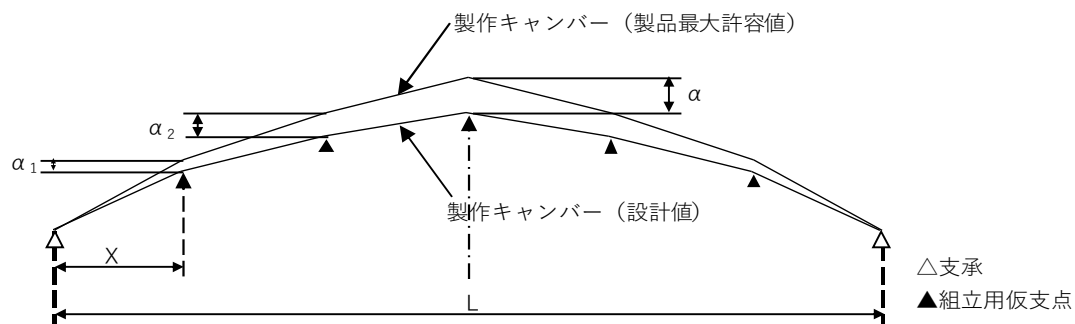 製作キャンバー（製品最大許容値）
α
α₂
α₁
製作キャンバー（設計値）
X
L
△支承
▲組立用仮支点